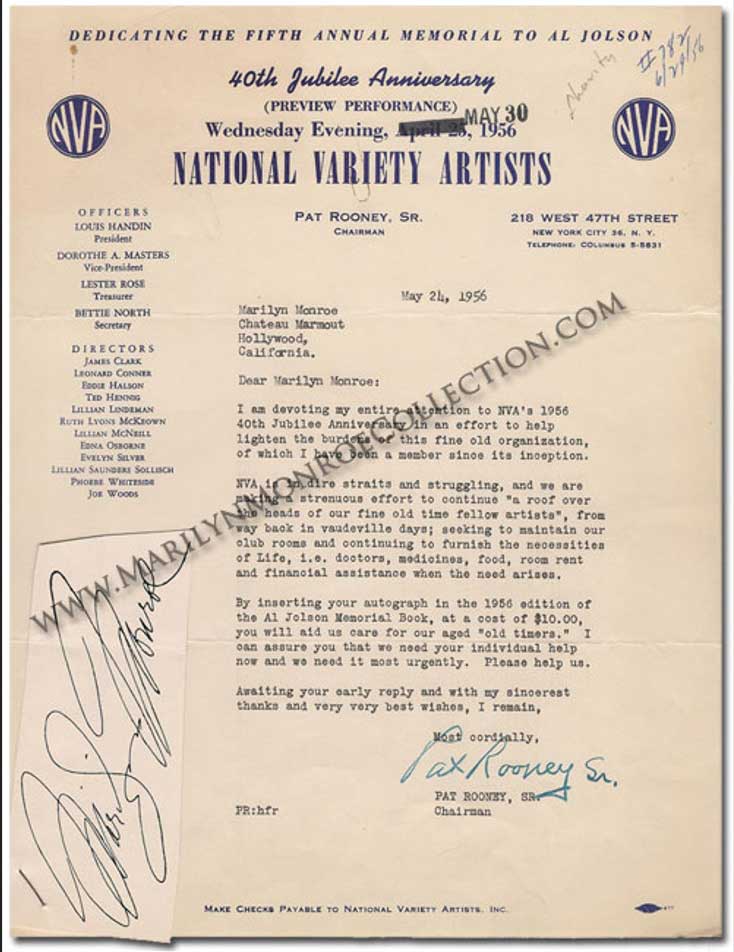 DEDICATING THE FIFTH ANNUAL MEMORIAL TO AL JOLSON
II 782
6/29/56
charity
40th Jubilee Anniversary
(PREVIEW PERFORMANCE)
MAY 30
Wednesday Evening, April 25, 1956
NVA
NVA
NATIONAL VARIETY ARTISTS
OFFICERS
LOUIS HANDIN
President
DOROTHE A. MASTERS
Vice-President
LESTER ROSE
Treasurer
BETTIE NORTH
Secretary
DIRECTORS
JAMES CLARK
LEONARD CONNER
EDDIE HALSON
TED HENNIG
LILLIAN LINDEMAN
RUTH LYONS MCKEOWN
LILLIAN MCNEILL
EDNA OSBORNE
EVELYN SILVER
LILLIAN SAUNDERS SOLLISCH
PHOEBE WHITESIDE
JOE WOODS
PAT ROONEY, SR.
CHAIRMAN
218 WEST 47TH STREET
NEW YORK CITY 36, N. Y.
TELEPHONE: COLUMBUS 5-5631
May 24, 1956
Marilyn Monroe
Chateau Marmout
Hollywood,
California.
Dear Marilyn Monroe:
I am devoting my entire attention to NVA's 1956
40th Jubilee Anniversary in an effort to help
lighten the burdens of this fine old organization,
of which I have been a member since its inception.
NVA is in dire straits and struggling, and we are
making a strenuous effort to continue "a roof over
the heads of our fine old time fellow artists", from
way back in vaudeville days; seeking to maintain our
club rooms and continuing to furnish the necessities
of Life, i.e. doctors, medicines, food, room rent
and financial assistance when the need arises.
By inserting your autograph in the 1956 edition of
the Al Jolson Memorial Book, at a cost of $10.00,
you will aid us care for our aged "old timers." I
can assure you that we need your individual help
now and we need it most urgently. Please help us.
Awaiting your early reply and with my sincerest
thanks and very very best wishes, I remain,
Most cordially,
Pat Rooney Sr.
PAT ROONEY, SR.
Chairman
PR:hfr
Marilyn Monroe
MAKE CHECKS PAYABLE TO NATIONAL VARIETY ARTISTS, INC.
WWW.MARILYNMONROECOLLECTION.COM